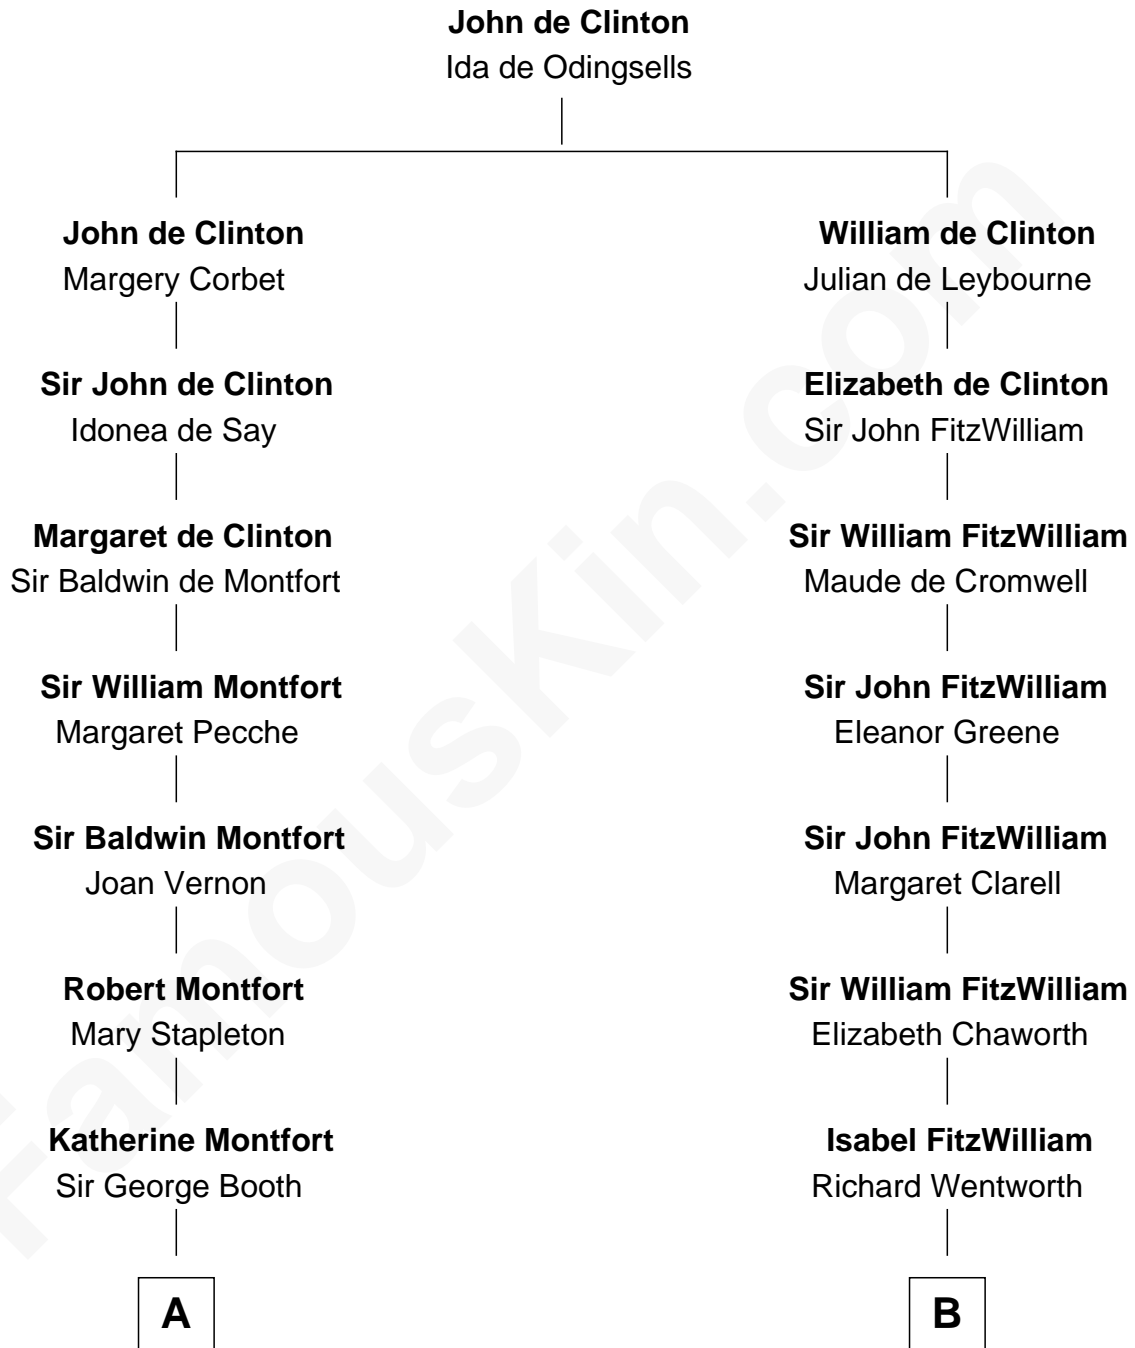 John de Clinton
Ida de Odingsells
John de Clinton
Margery Corbet
William de Clinton
Julian de Leybourne
Sir John de Clinton
Idonea de Say
Elizabeth de Clinton
Sir John FitzWilliam
Margaret de Clinton
Sir Baldwin de Montfort
Sir William FitzWilliam
Maude de Cromwell
Sir William Montfort
Margaret Pecche
Sir John FitzWilliam
Eleanor Greene
Sir Baldwin Montfort
Joan Vernon
Sir John FitzWilliam
Margaret Clarell
Robert Montfort
Mary Stapleton
Sir William FitzWilliam
Elizabeth Chaworth
Katherine Montfort
Sir George Booth
Isabel FitzWilliam
Richard Wentworth
A
B
FamousKin.com